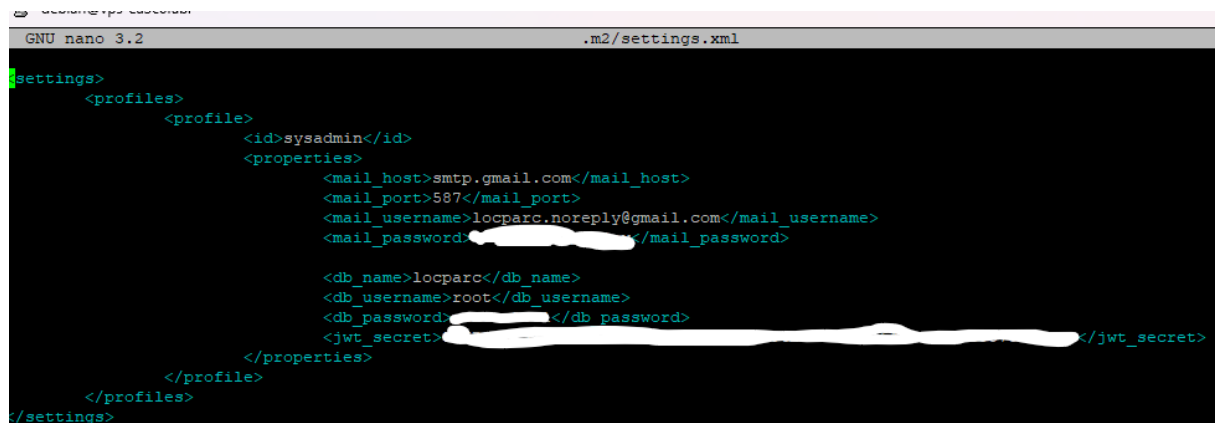 GNU nano 3.2 .m2/settings.xml
<settings>
<profiles>
<profile>
<id>sysadmin</id>
<properties>
<mail_host>smtp.gmail.com</mail_host>
<mail_port>587</mail_port>
<mail_username>locparc.noreply@gmail.com</mail_username>
<mail_password></mail_password>
<db_name>locparc</db_name>
<db_username>root</db_username>
<db_password></db_password>
<jwt_secret></jwt_secret>
</properties>
</profile>
</profiles>
</settings>